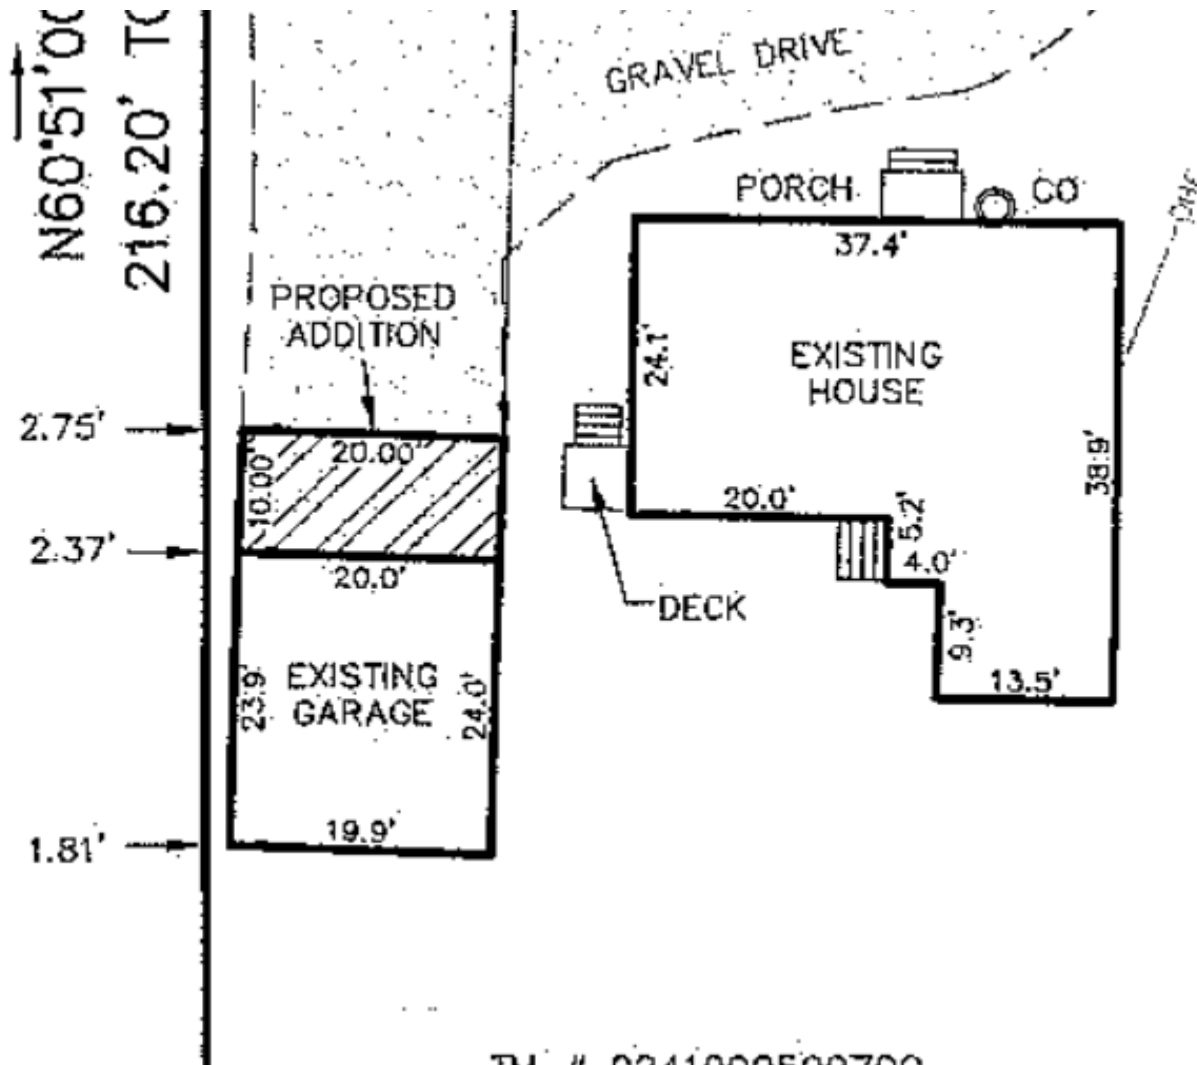 N60°51'00
216.20' TO
GRAVEL DRIVE
PORCH
CO
37.4'
PROPOSED
ADDITION
24.1'
EXISTING
HOUSE
2.75'
20.00'
10.00'
38.9'
20.0'
5.2'
2.37'
4.0'
20.0'
DECK
9.3'
EXISTING
GARAGE
23.9'
24.0'
13.5'
19.9'
1.81'